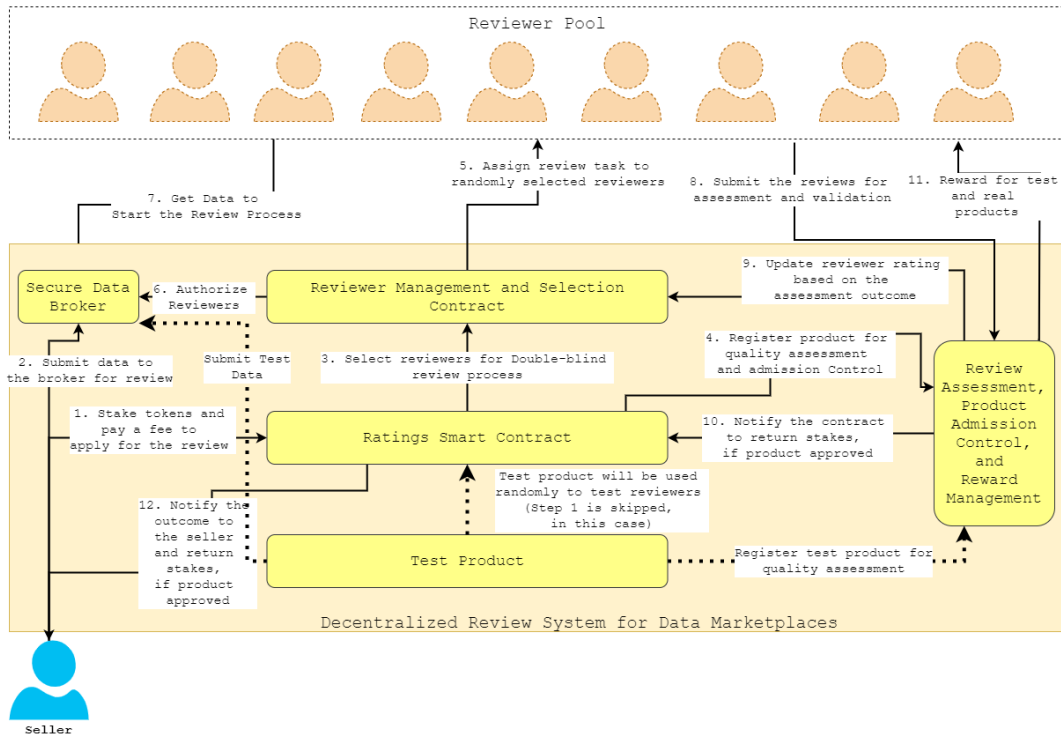 Reviewer Pool
5. Assign review task to
randomly selected reviewers
8. Submit the reviews for
assessment and validation
11. Reward for test
and real
products
7. Get Data to
Start the Review Process
Secure Data
Broker
6. Authorize
Reviewers
Reviewer Management and Selection
Contract
9. Update reviewer rating
based on the
assessment outcome
2. Submit data to
the broker for review
Submit Test
Data
3. Select reviewers for Double-blind
review process
4. Register product for
quality assessment
and admission Control
Review
Assessment,
Product
Admission
Control,
and
Reward
Management
1. Stake tokens and
pay a fee to
apply for the review
Ratings Smart Contract
10. Notify the contract
to return stakes,
if product approved
12. Notify the
outcome to
the seller
and return
stakes,
if product
approved
Test product will be used
randomly to test reviewers
(Step 1 is skipped,
in this case)
Test Product
Register test product for
quality assessment
Decentralized Review System for Data Marketplaces
Seller